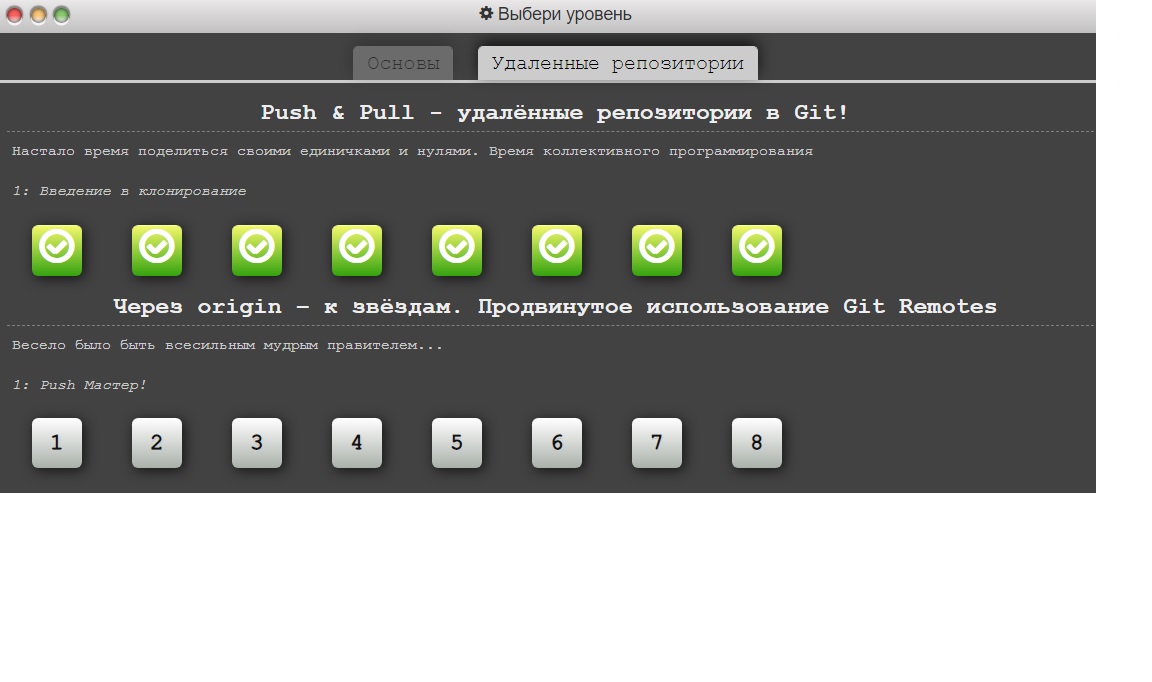 Выбери уровень
Основы
Удаленные репозитории
Push & Pull - удалённые репозитории в Git!
Настало время поделиться своими единичками и нулями. Время коллективного программирования
1: Введение в клонирование
Через origin – к звёздам. Продвинутое использование Git Remotes
Весело было быть всесильным мудрым правителем...
1: Push Мастер!
1 2 3 4 5 6 7 8